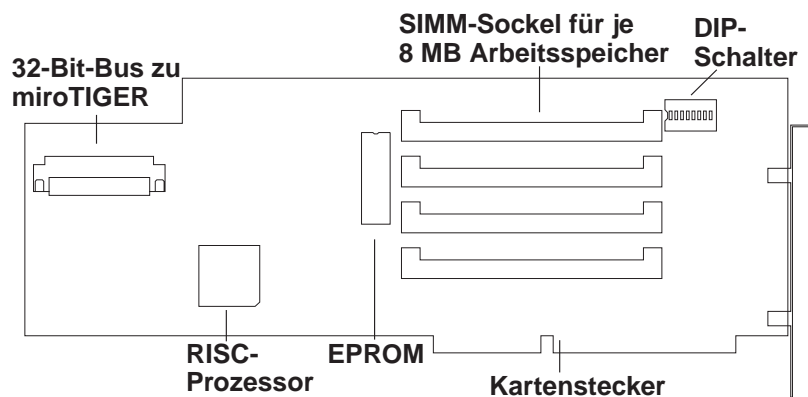 SIMM-Sockel für je
8 MB Arbeitsspeicher
DIP-
Schalter
32-Bit-Bus zu
miroTIGER
RISC-
Prozessor
EPROM
Kartenstecker